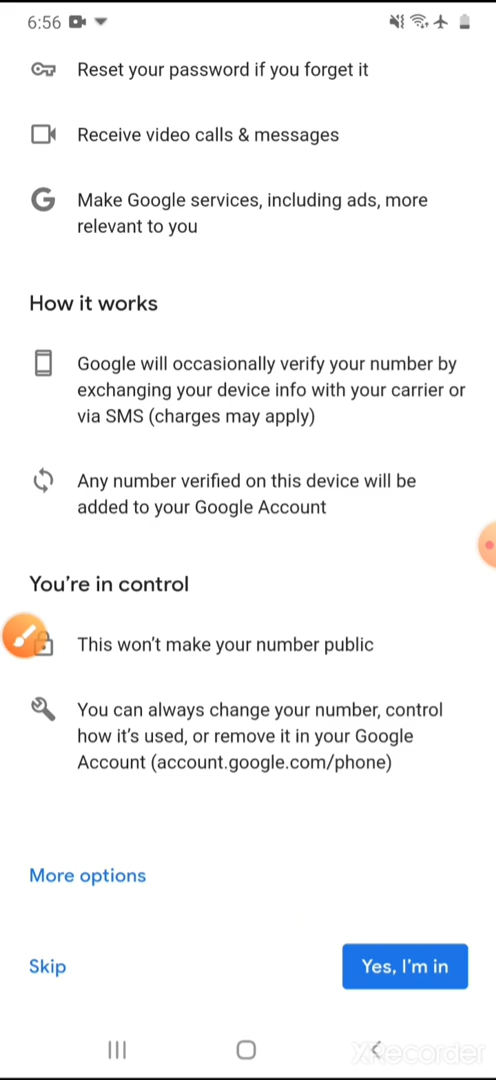 6:56
Reset your password if you forget it
Receive video calls & messages
Make Google services, including ads, more
relevant to you
How it works
Google will occasionally verify your number by
exchanging your device info with your carrier or
via SMS (charges may apply)
Any number verified on this device will be
added to your Google Account
You're in control
This won't make your number public
You can always change your number, control
how it's used, or remove it in your Google
Account (account.google.com/phone)
More options
Skip
Yes, I'm in
XRecorder